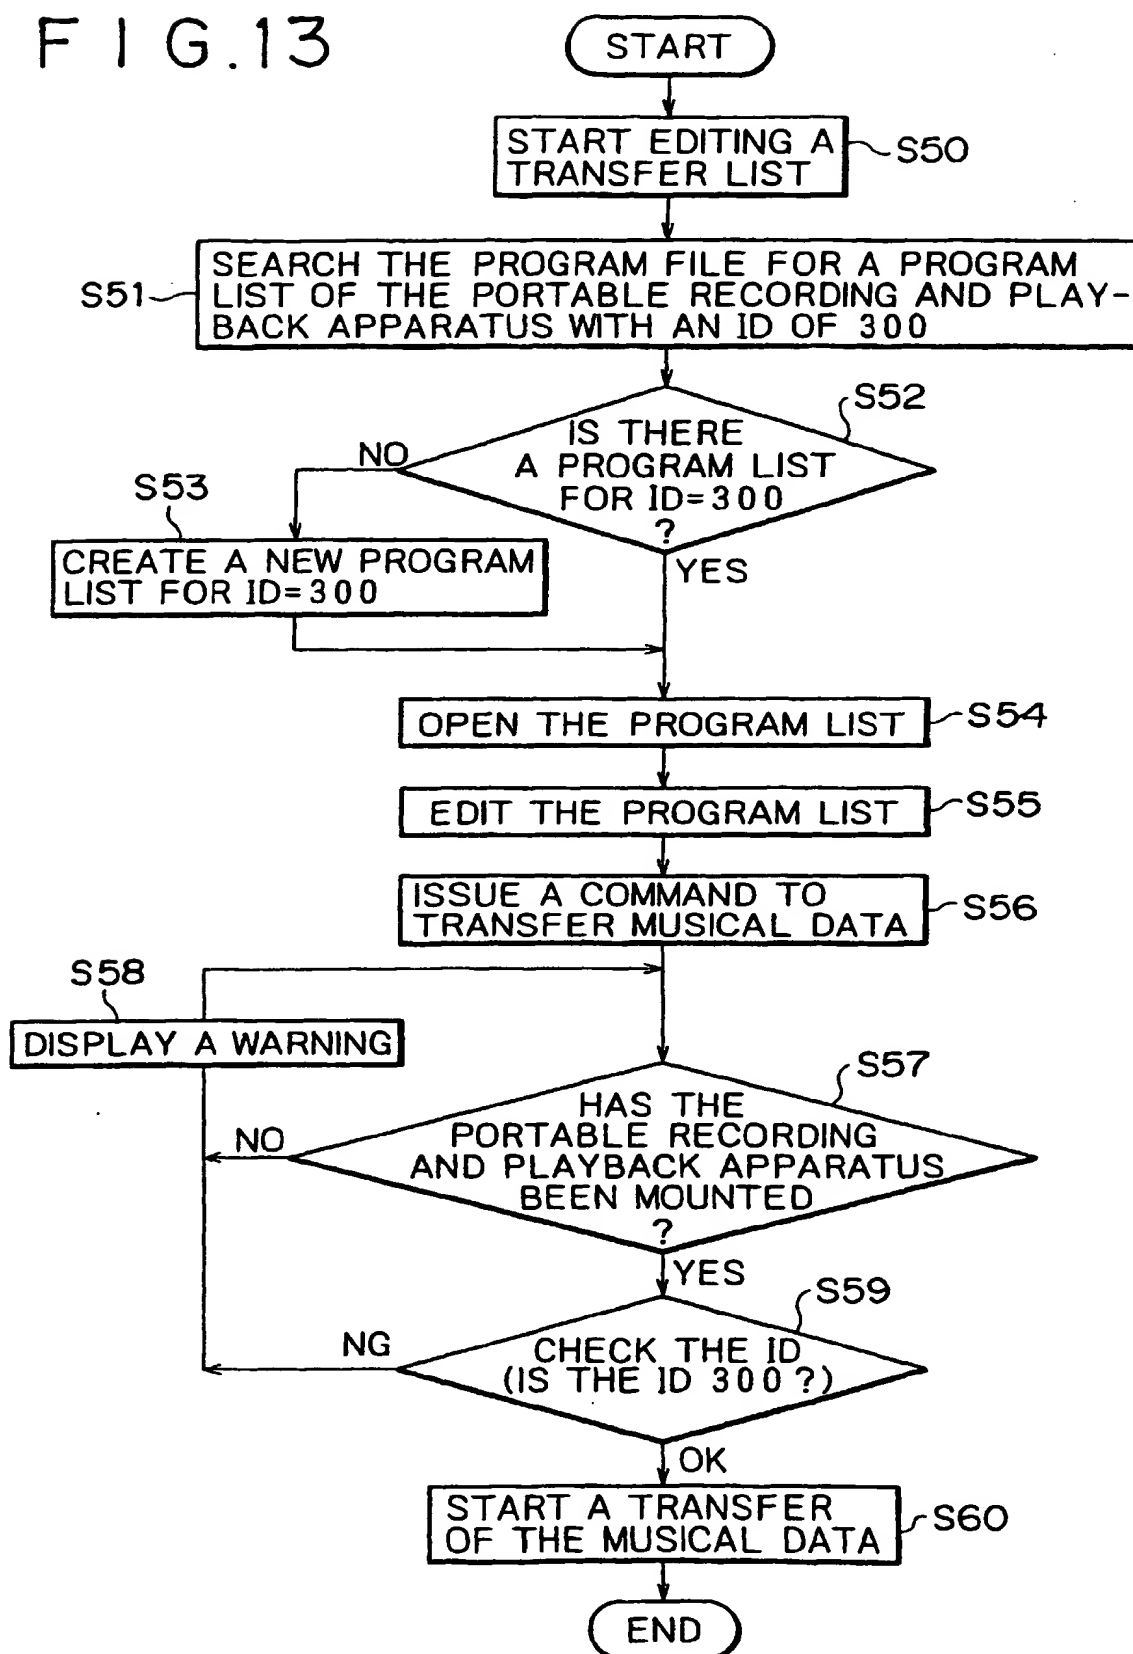 FIG.13
START
START EDITING A
TRANSFER LIST
S50
SEARCH THE PROGRAM FILE FOR A PROGRAM
LIST OF THE PORTABLE RECORDING AND PLAY-
BACK APPARATUS WITH AN ID OF 300
S51
S52
IS THERE
A PROGRAM LIST
FOR ID=300
?
NO
YES
S53
CREATE A NEW PROGRAM
LIST FOR ID=300
OPEN THE PROGRAM LIST
S54
EDIT THE PROGRAM LIST
S55
ISSUE A COMMAND TO
TRANSFER MUSICAL DATA
S56
S58
DISPLAY A WARNING
S57
HAS THE
PORTABLE RECORDING
AND PLAYBACK APPARATUS
BEEN MOUNTED
?
NO
YES
S59
CHECK THE ID
(IS THE ID 300?)
NG
OK
START A TRANSFER
OF THE MUSICAL DATA
S60
END